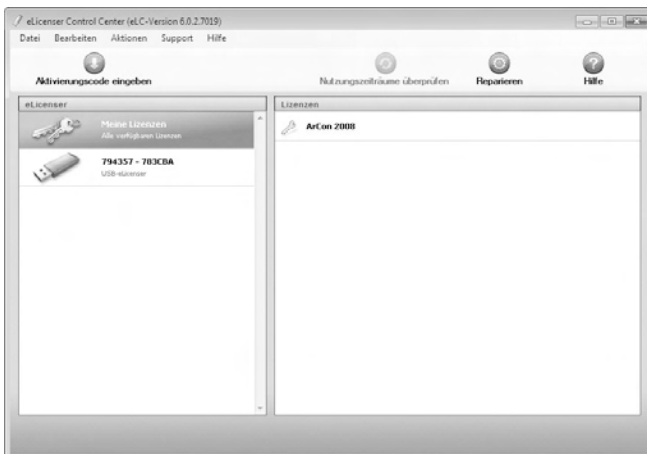 eLicenser Control Center (eLC-Version 6.0.2.7019)
Datei Bearbeiten Aktionen Support Hilfe
Aktivierungscode eingeben Nutzungszeiträume überprüfen Reparieren Hilfe
eLicenser Lizenzen
Meine Lizenzen
Alle verfügbaren Lizenzen
ArCon 2008
794357 - 783CBA
USB-eLicenser